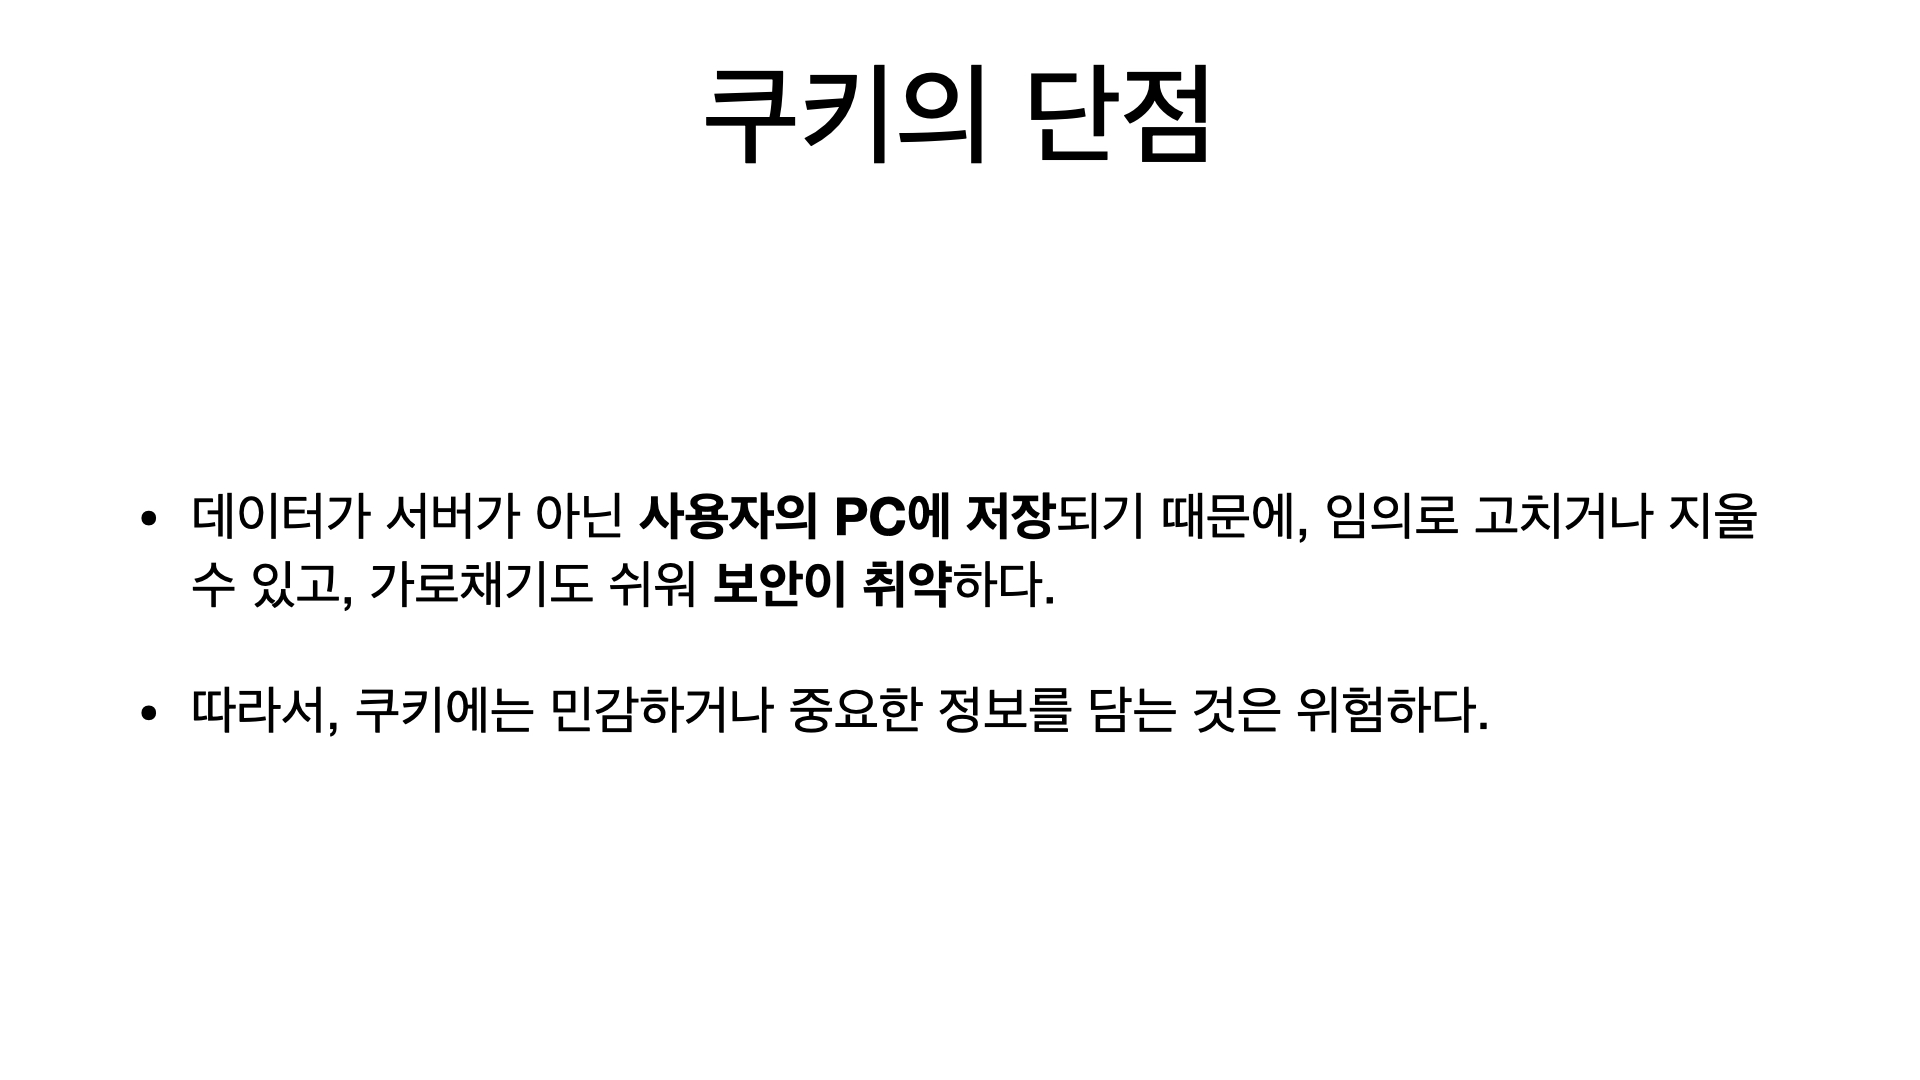 쿠키의 단점
• 데이터가 서버가 아닌 사용자의 PC에 저장되기 때문에, 임의로 고치거나 지울
수 있고, 가로채기도 쉬워 보안이 취약하다.
• 따라서, 쿠키에는 민감하거나 중요한 정보를 담는 것은 위험하다.